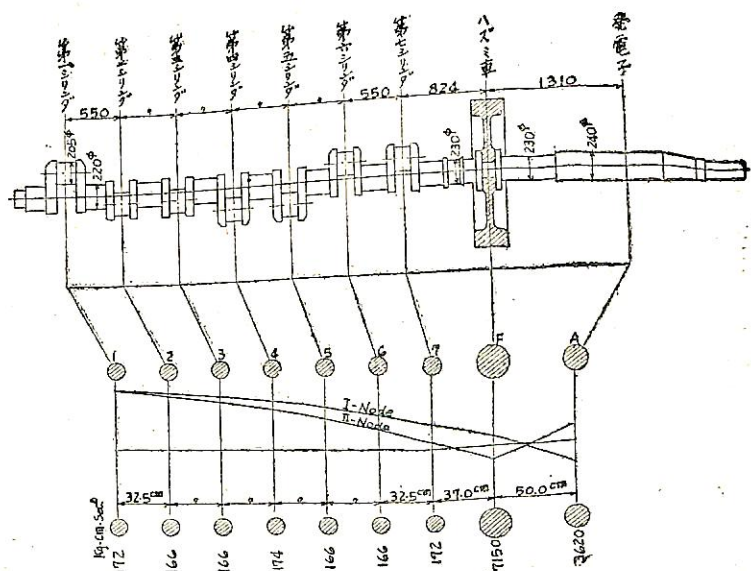 第一シリンダ
第二シリンダ
第三シリンダ
第四シリンダ
第五シリンダ
第六シリンダ
第七シリンダ
ハズミ車
発電子
550
〃
〃
〃
〃
550
824
1310
205φ
220φ
230φ
230φ
240φ
1
2
3
4
5
6
7
F
A
I-Node
II-Node
32.5cm
〃
〃
〃
〃
32.5cm
37.0cm
50.0cm
Kg-cm-Sec²
172
166
166
174
166
166
172
7150
3620